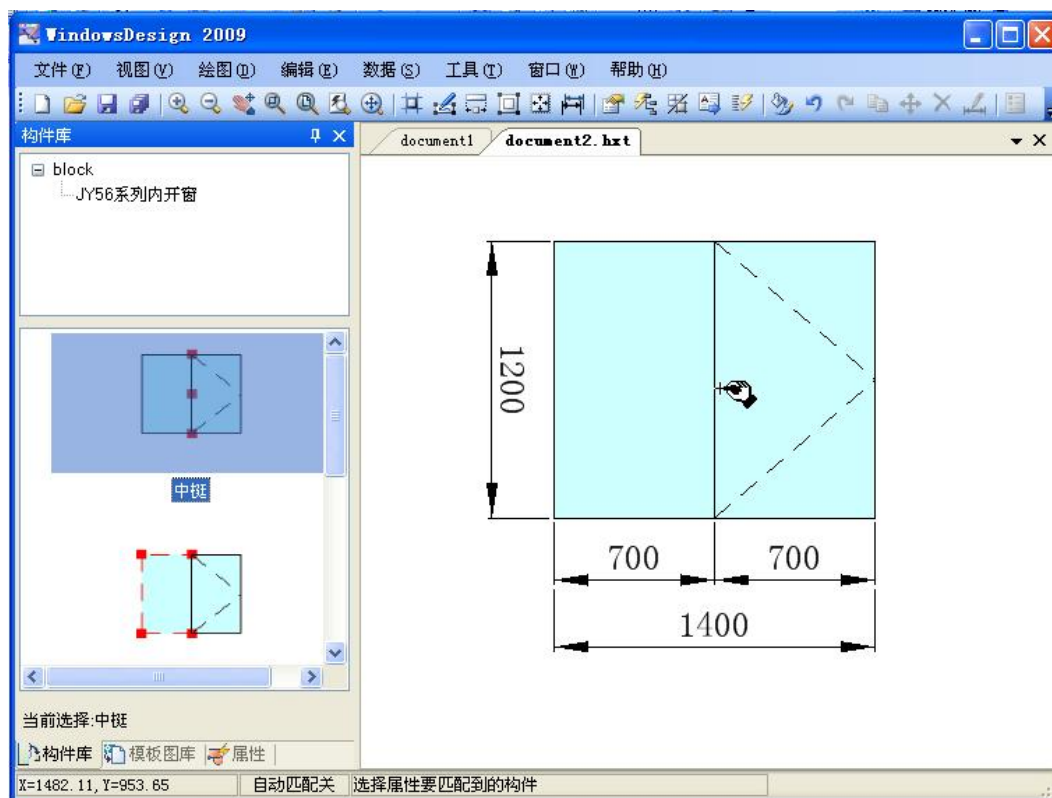 WindowsDesign 2009
文件(F) 视图(V) 绘图(D) 编辑(E) 数据(S) 工具(T) 窗口(W) 帮助(H)
构件库
document1 document2.hxt
block
JY56系列内开窗
1200
中梃
700 700
1400
当前选择:中梃
构件库 模板图库 属性
X=1482.11,Y=953.65 自动匹配关 选择属性要匹配到的构件